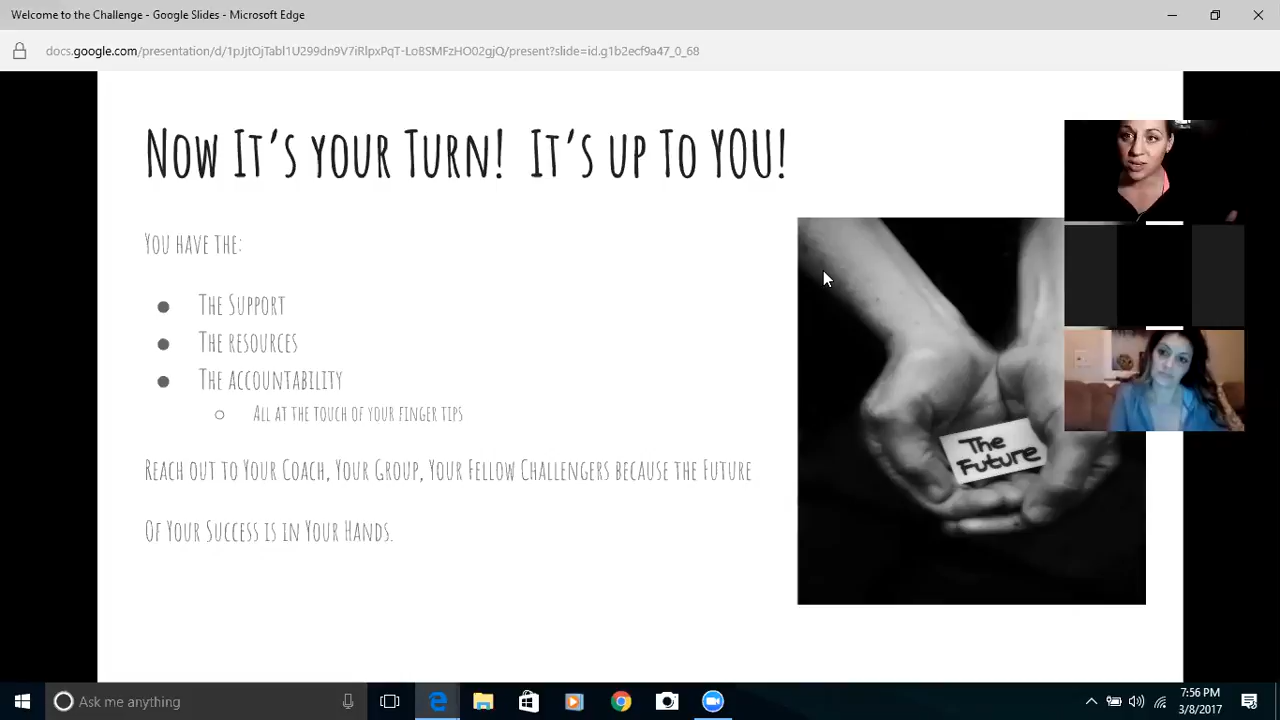 Welcome to the Challenge - Google Slides - Microsoft Edge
docs.google.com/presentation/d/1pJjtOjTabl1U299dn9V7iRlpxPqT-LoBSMFzHO02gjQ/present?slide=id.g1b2ecf9a47_0_68
Now It's your Turn! It's up To YOU!
You have the:
The Support
The resources
The accountability
All at the touch of your finger tips
Reach out to Your Coach, Your Group, Your Fellow Challengers because the Future
Of Your Success is in Your Hands.
The
Future
Ask me anything
7:56 PM
3/8/2017